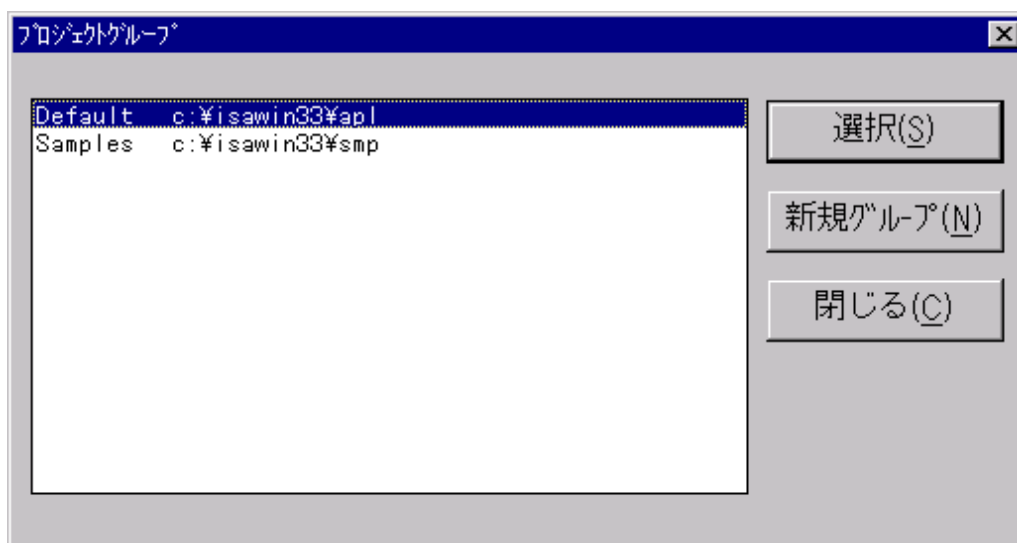 ﾌﾟﾛｼﾞｪｸﾄｸﾞﾙｰﾌﾟ
Default c:¥isawin33¥apl
Samples c:¥isawin33¥smp
選択(S)
新規ｸﾞﾙｰﾌﾟ(N)
閉じる(C)